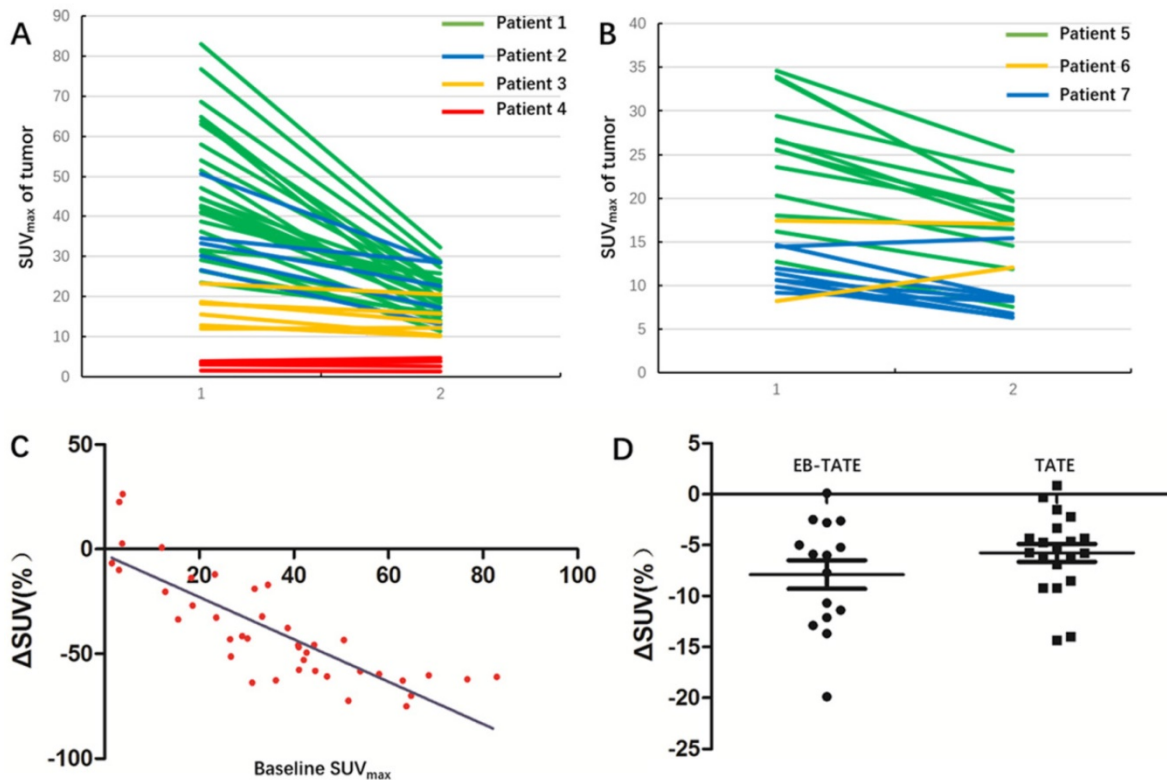 A
SUVmax of tumor
90
80
70
60
50
40
30
20
10
0
1
2
Patient 1
Patient 2
Patient 3
Patient 4
B
SUVmax of tumor
40
35
30
25
20
15
10
5
0
1
2
Patient 5
Patient 6
Patient 7
C
ΔSUV(%）
50
0
-50
-100
20
40
60
80
100
Baseline SUVmax
D
ΔSUV(%）
5
0
-5
-10
-15
-20
-25
EB-TATE
TATE